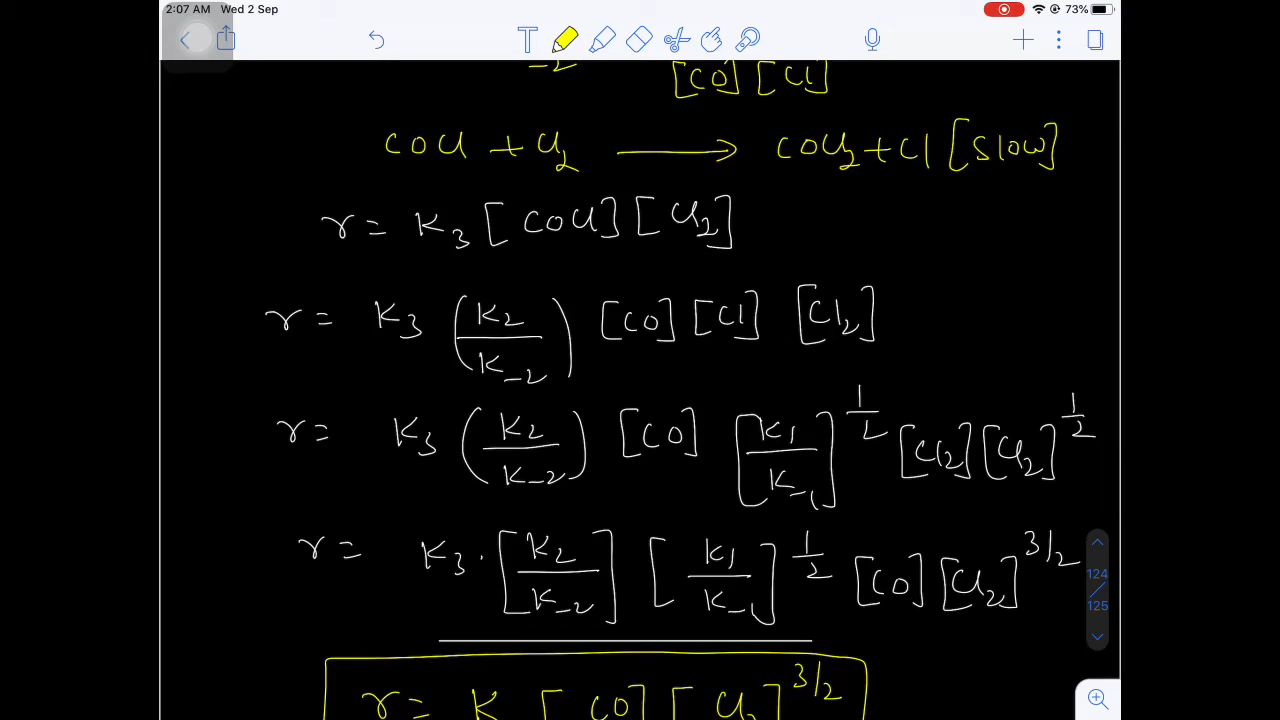 2:07 AM Wed 2 Sep 73%
-2 [CO] [Cl]
COCl + Cl2 ⟶ COCl2 + Cl [Slow]
r = K3 [COCl] [Cl2]
r = K3 (K2/K-2) [CO] [Cl] [Cl2]
r = K3 (K2/K-2) [CO] [K1/K-1]^1/2 [Cl2] [Cl2]^1/2
r = K3 · [K2/K-2] [K1/K-1]^1/2 [CO] [Cl2]^3/2
124/125
r = K [CO] [Cl2]^3/2